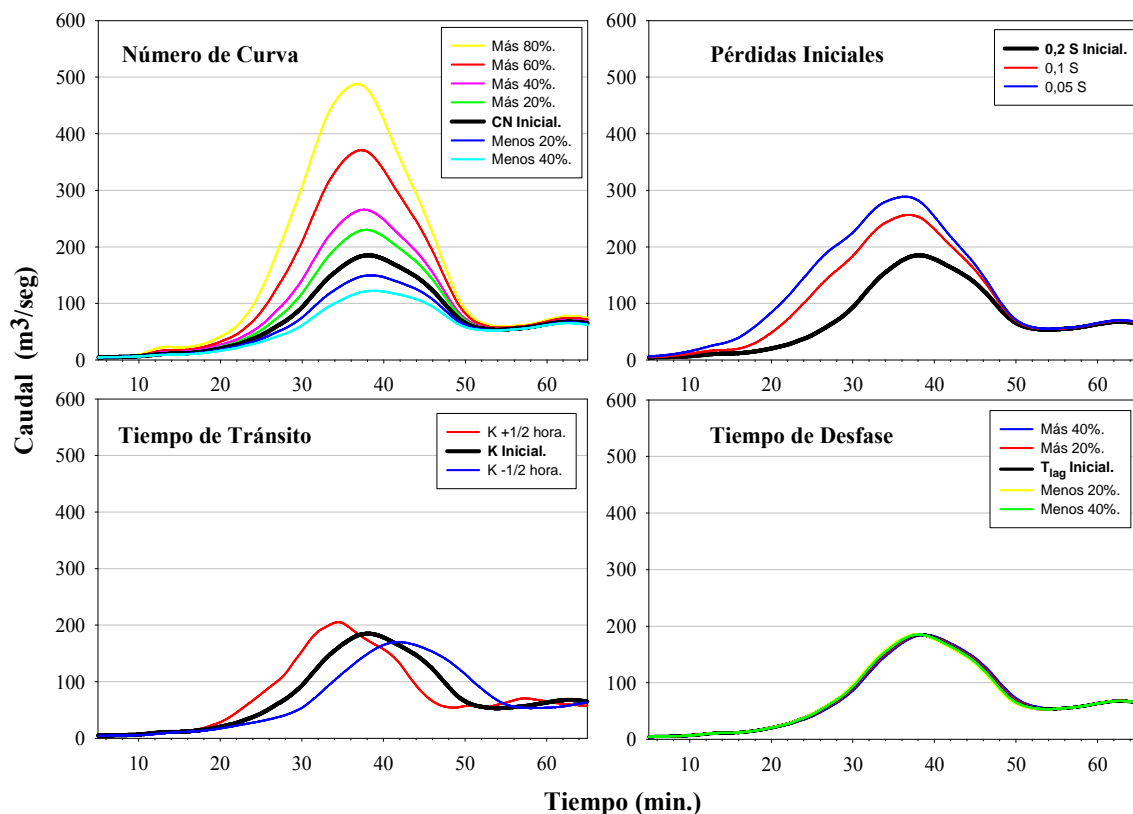 Número de Curva
Más 80%.
Más 60%.
Más 40%.
Más 20%.
CN Inicial.
Menos 20%.
Menos 40%.
600
500
400
300
200
100
0
10
20
30
40
50
60
Pérdidas Iniciales
0,2 S Inicial.
0,1 S
0,05 S
600
500
400
300
200
100
0
10
20
30
40
50
60
Caudal (m3/seg)
Tiempo de Tránsito
K +1/2 hora.
K Inicial.
K -1/2 hora.
600
500
400
300
200
100
0
10
20
30
40
50
60
Tiempo de Desfase
Más 40%.
Más 20%.
Tlag Inicial.
Menos 20%.
Menos 40%.
600
500
400
300
200
100
0
10
20
30
40
50
60
Tiempo (min.)